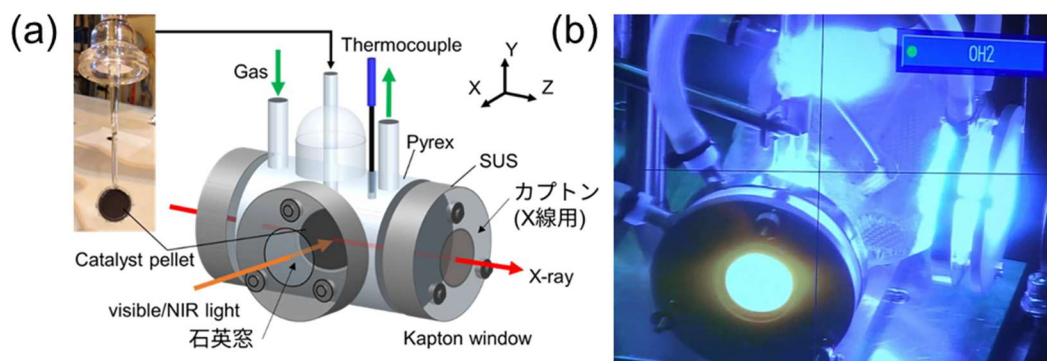 (a)
Gas
Thermocouple
Y
X
Z
Pyrex
SUS
カプトン
(X線用)
Catalyst pellet
X-ray
visible/NIR light
石英窓
Kapton window
(b)
OH2